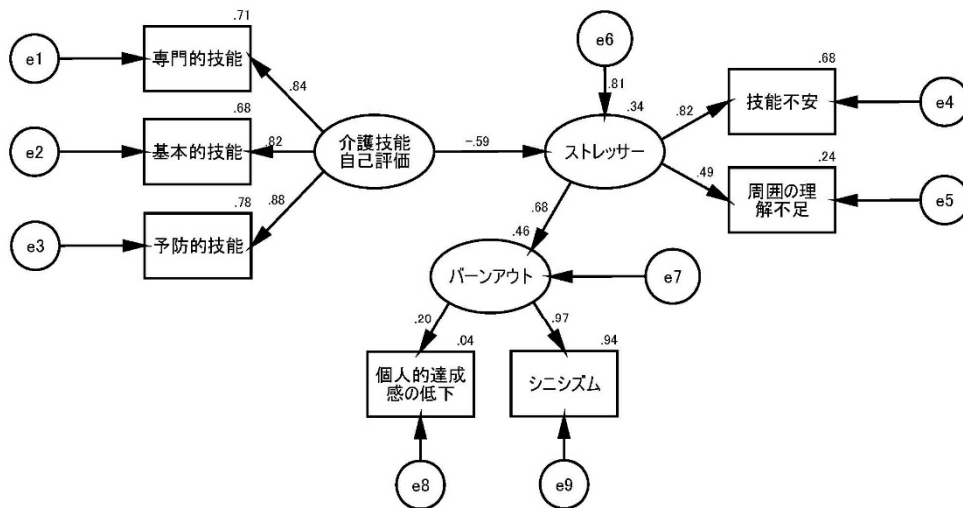 .71
e1
専門的技能
.84
.68
e2
基本的技能
.82
.78
e3
予防的技能
.88
介護技能
自己評価
-.59
e6
.81
.34
ストレッサー
.82
.68
技能不安
e4
.49
.24
周囲の理
解不足
e5
.68
.46
バーンアウト
e7
.20
.04
個人的達成
感の低下
e8
.97
.94
シニシズム
e9